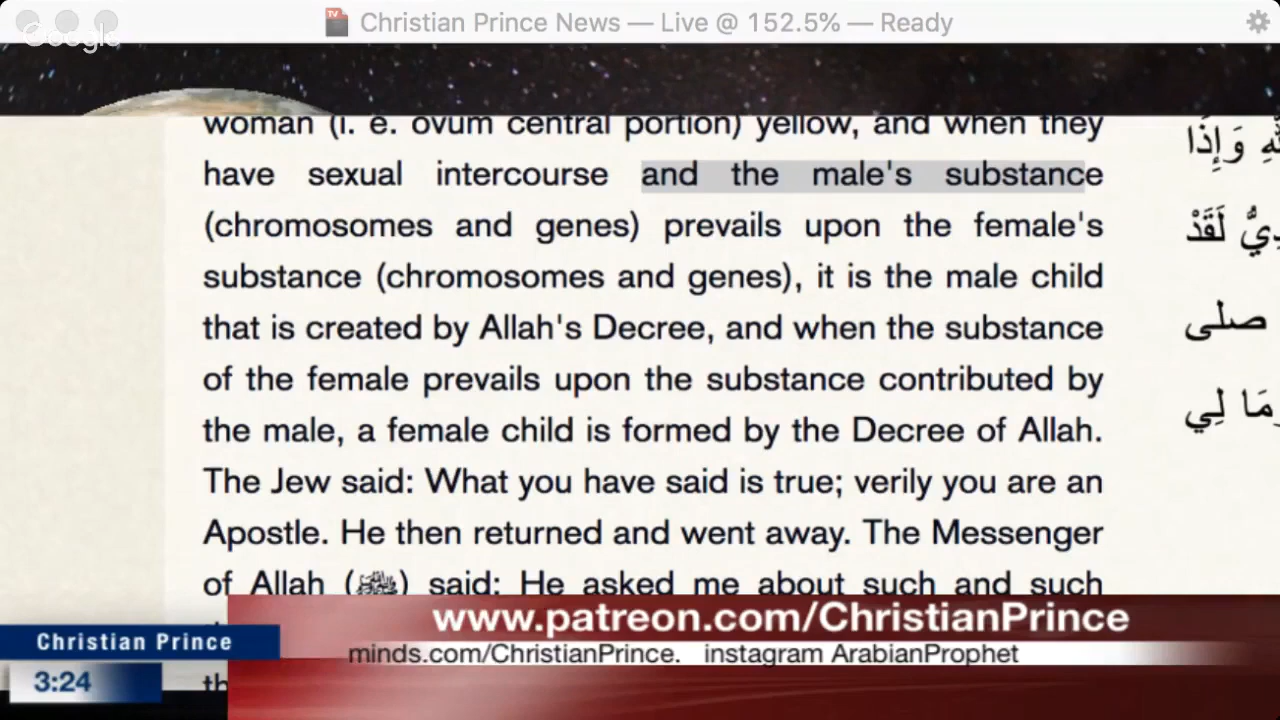 Christian Prince News — Live @ 152.5% — Ready
Google
woman (i. e. ovum central portion) yellow, and when they
have sexual intercourse and the male's substance
(chromosomes and genes) prevails upon the female's
substance (chromosomes and genes), it is the male child
that is created by Allah's Decree, and when the substance
of the female prevails upon the substance contributed by
the male, a female child is formed by the Decree of Allah.
The Jew said: What you have said is true; verily you are an
Apostle. He then returned and went away. The Messenger
of Allah (ﷺ) said: He asked me about such and such
وَإِذَا
لَقَدْ
صلى
وَمَا لِي
www.patreon.com/ChristianPrince
Christian Prince
minds.com/ChristianPrince. instagram ArabianProphet
3:24